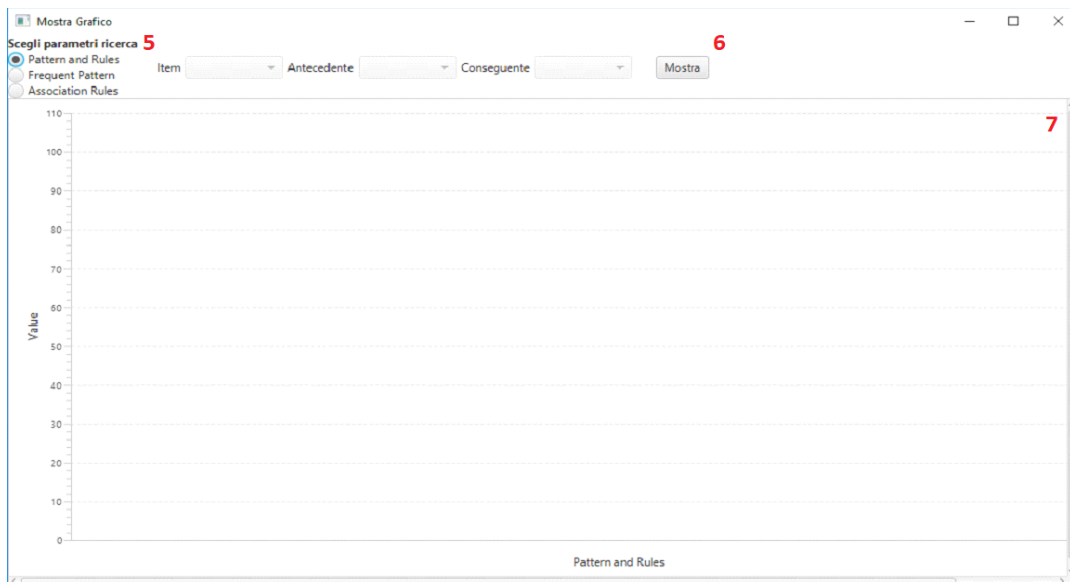 Mostra Grafico
Scegli parametri ricerca 5 6
Pattern and Rules
Item Antecedente Conseguente Mostra
Frequent Pattern
Association Rules
7
110
100
90
80
70
60
50
40
30
20
10
0
Value
Pattern and Rules